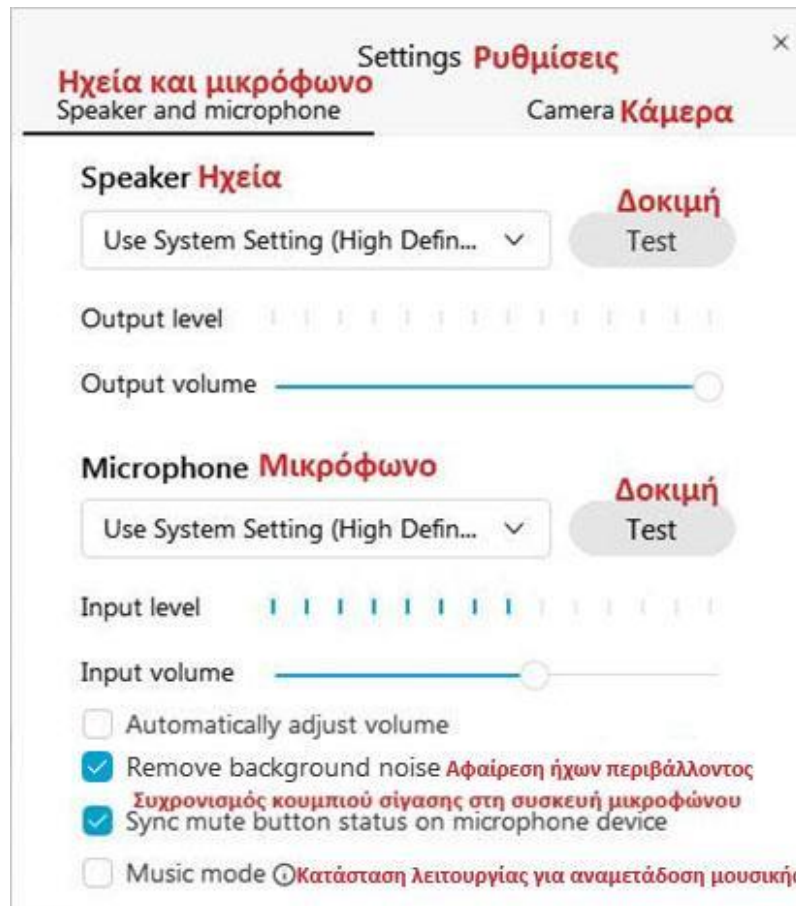 Settings Ρυθμίσεις
Ηχεία και μικρόφωνο
Speaker and microphone
Camera Κάμερα
Speaker Ηχεία
Δοκιμή
Use System Setting (High Defin...
Test
Output level
Output volume
Microphone Μικρόφωνο
Δοκιμή
Use System Setting (High Defin...
Test
Input level
Input volume
Automatically adjust volume
Remove background noise Αφαίρεση ήχων περιβάλλοντος
Συχρονισμός κουμπιού σίγασης στη συσκευή μικροφώνου
Sync mute button status on microphone device
Music mode Κατάσταση λειτουργίας για αναμετάδοση μουσικής